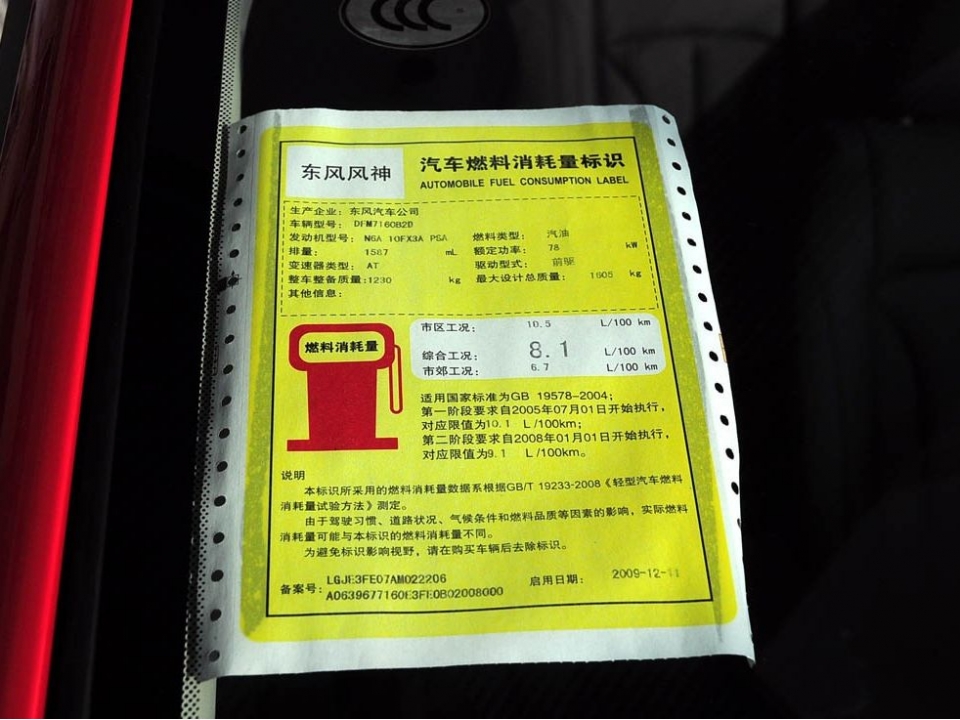 东风风神
汽车燃料消耗量标识
AUTOMOBILE FUEL CONSUMPTION LABEL
生产企业：东风汽车公司
车辆型号： DFM7160B2D
发动机型号： N6A 10FX3A PSA 燃料类型： 汽油
排量： 1587 mL 额定功率： 78 kW
变速器类型： AT 驱动型式： 前驱
整车整备质量：1230 kg 最大设计总质量： 1605 kg
其他信息：
燃料消耗量
市区工况： 10.5 L/100 km
综合工况： 8.1 L/100 km
市郊工况： 6.7 L/100 km
适用国家标准为GB 19578-2004；
第一阶段要求自2005年07月01日开始执行，
对应限值为10.1 L/100km；
第二阶段要求自2008年01月01日开始执行，
对应限值为9.1 L/100km。
说明
本标识所采用的燃料消耗量数据系根据GB/T 19233-2008《轻型汽车燃料
消耗量试验方法》测定。
由于驾驶习惯、道路状况、气候条件和燃料品质等因素的影响，实际燃料
消耗量可能与本标识的燃料消耗量不同。
为避免标识影响视野，请在购买车辆后去除标识。
备案号： LGJE3FE07AM022206
A0639677160E3FE0B02008000
启用日期： 2009-12-11